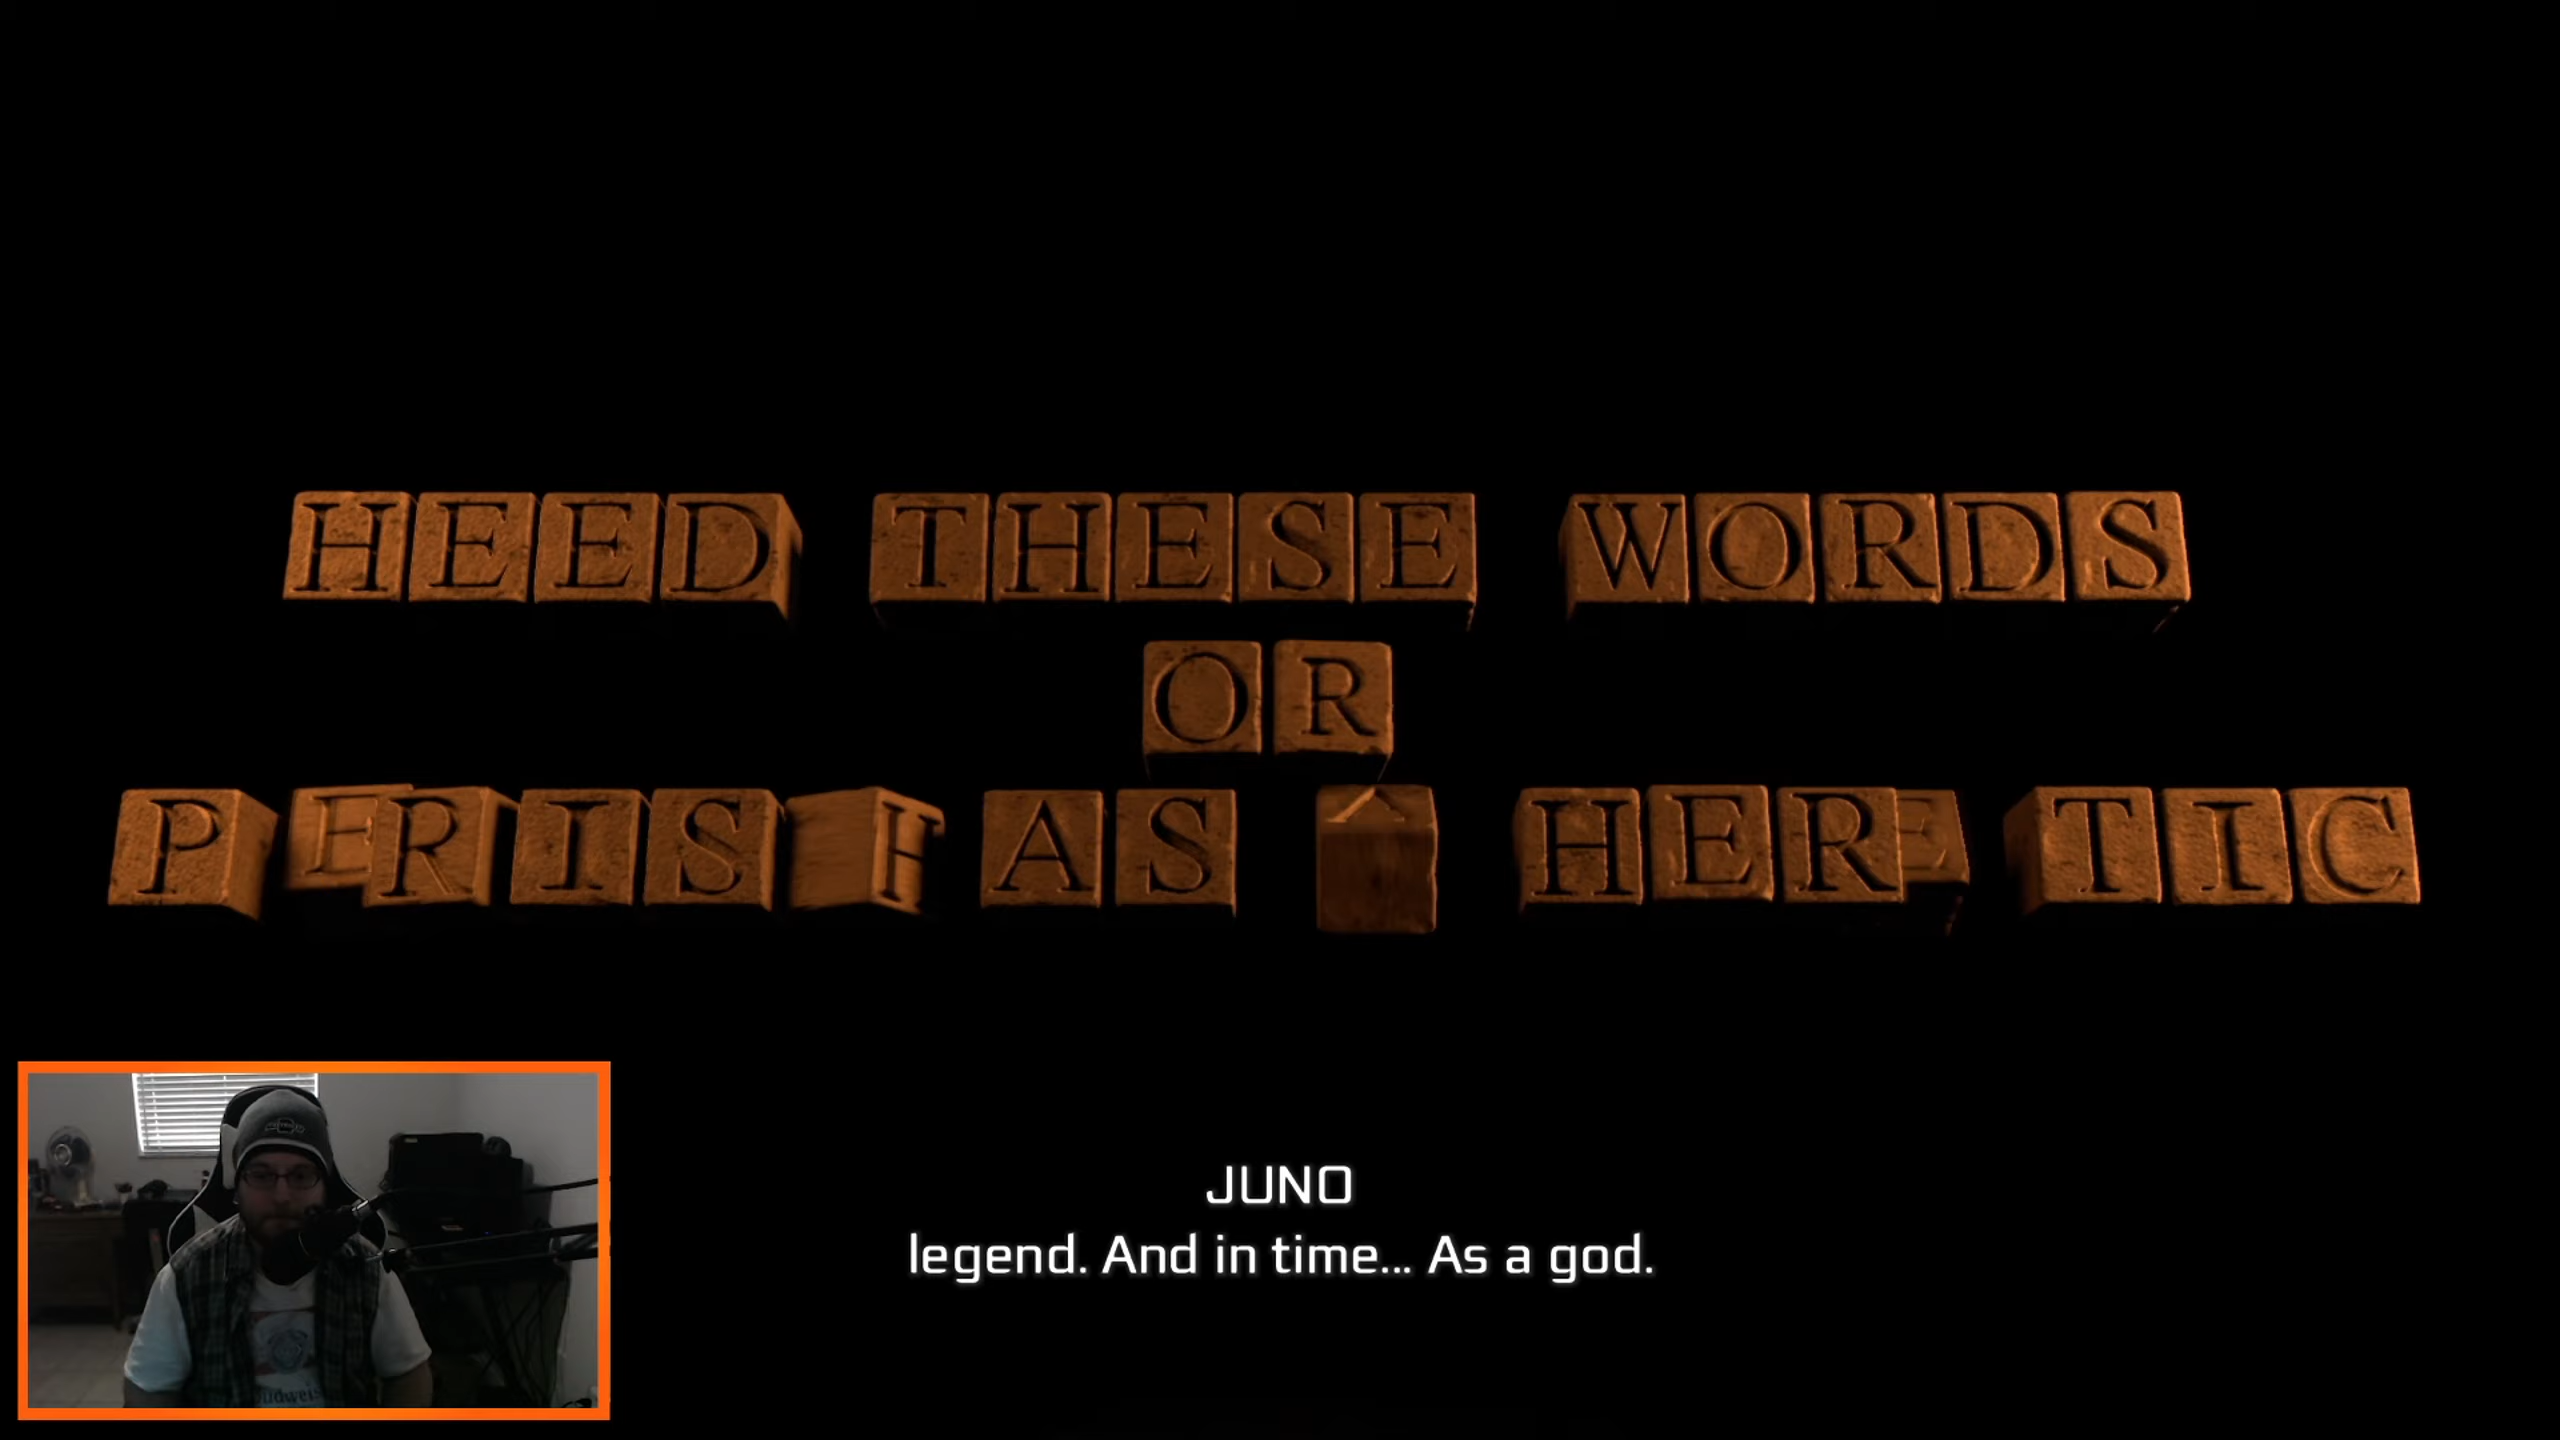 HEED THESE WORDS
OR
PERISH AS A HERETIC
JUNO
legend. And in time... As a god.